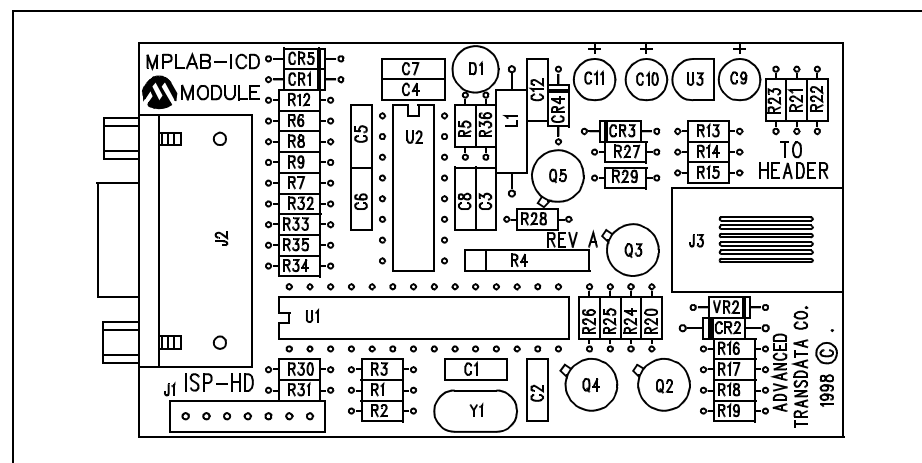 MPLAB-ICD
MODULE
CR5
CR1
R12
R6
R8
R9
R7
R32
R33
R35
R34
C7
C4
D1
C5
C6
U2
R5
R36
L1
C12
CR4
C11
C10
U3
C9
R23
R21
R22
CR3
R27
R29
R13
R14
R15
TO
HEADER
Q5
C8
C3
R28
REV A
R4
Q3
J2
J3
U1
R26
R25
R24
R20
VR2
CR2
R16
R17
R18
R19
ADVANCED
TRANSDATA CO.
1998 © .
J1
ISP-HD
R30
R31
R3
R1
R2
C1
Y1
C2
Q4
Q2